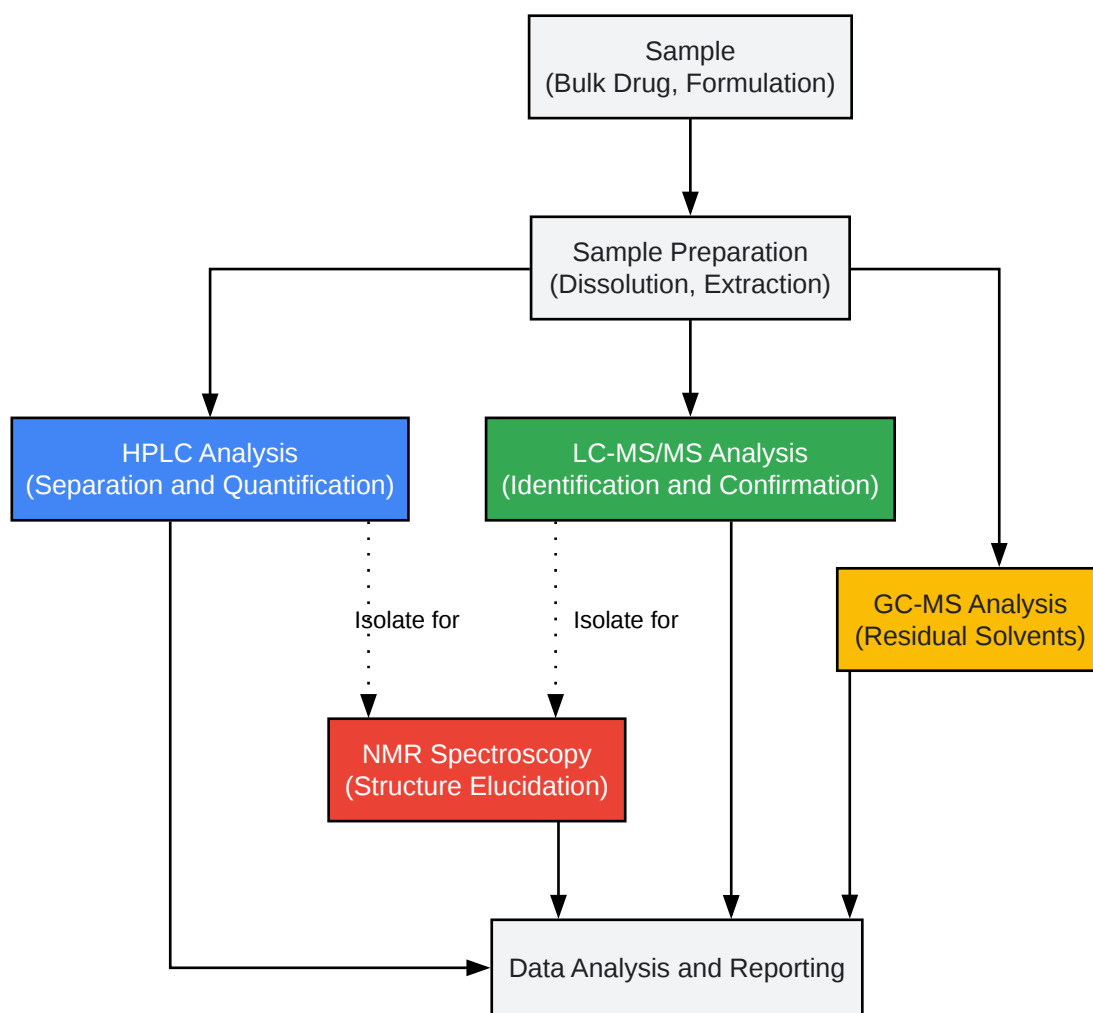 Sample
(Bulk Drug, Formulation)
Sample Preparation
(Dissolution, Extraction)
HPLC Analysis
(Separation and Quantification)
LC-MS/MS Analysis
(Identification and Confirmation)
GC-MS Analysis
(Residual Solvents)
Isolate for
Isolate for
NMR Spectroscopy
(Structure Elucidation)
Data Analysis and Reporting